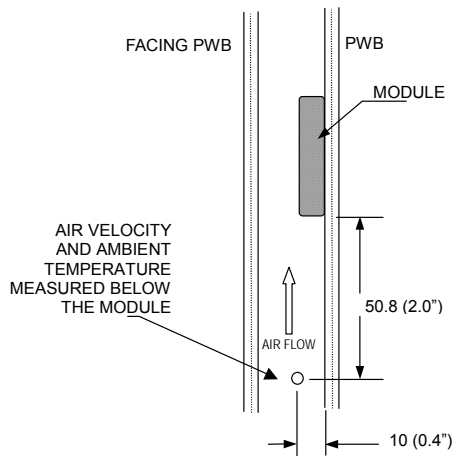 FACING PWB
PWB
MODULE
AIR VELOCITY
AND AMBIENT
TEMPERATURE
MEASURED BELOW
THE MODULE
50.8 (2.0”)
AIR FLOW
10 (0.4”)